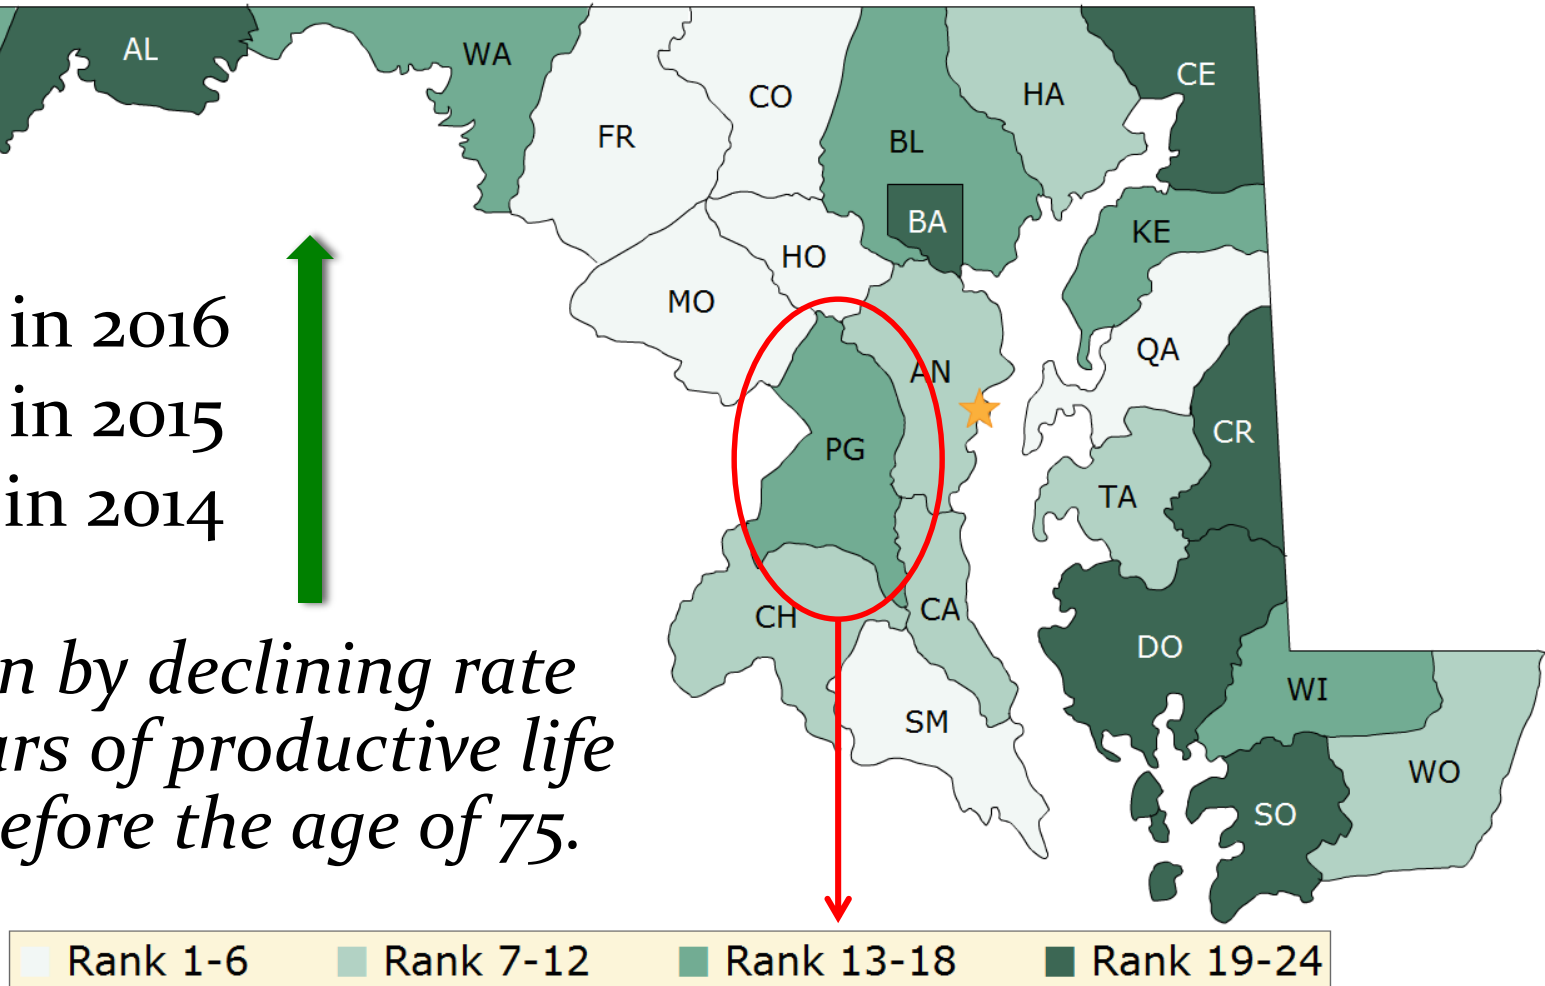 AL
WA
FR
CO
BL
HA
CE
BA
KE
HO
MO
QA
AN
PG
CR
TA
CH
CA
DO
WI
SM
WO
SO
in 2016
in 2015
in 2014
by declining rate
of productive life
the age of 75.
Rank 1-6
Rank 7-12
Rank 13-18
Rank 19-24